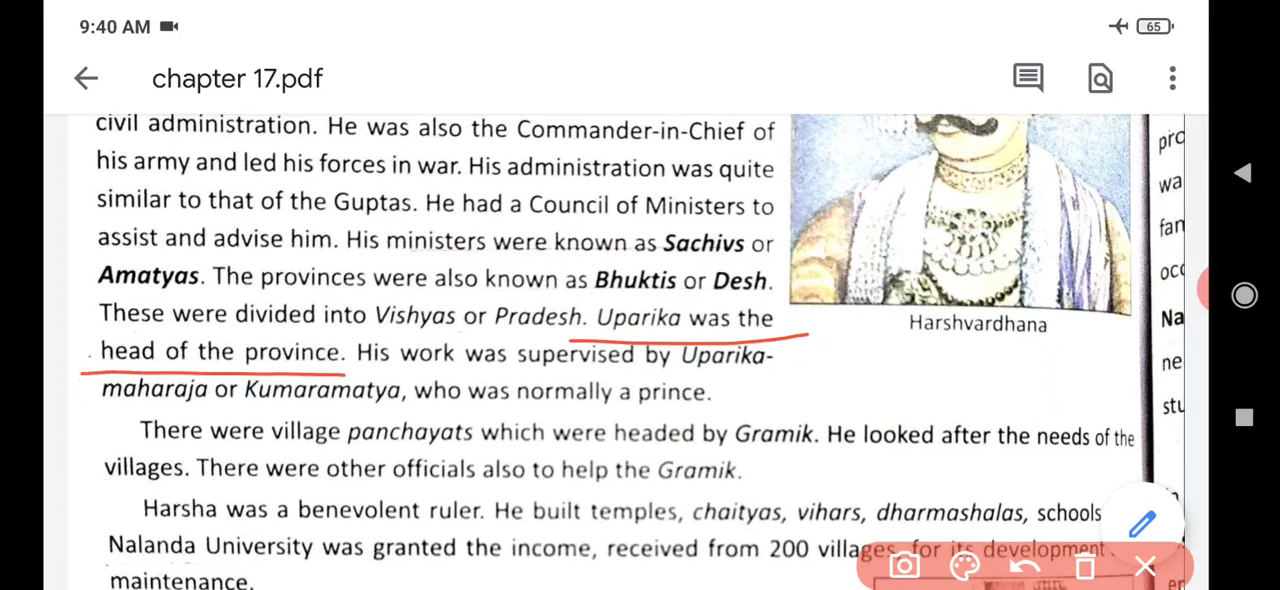 9:40 AM
65
chapter 17.pdf
civil administration. He was also the Commander-in-Chief of
his army and led his forces in war. His administration was quite
similar to that of the Guptas. He had a Council of Ministers to
assist and advise him. His ministers were known as Sachivs or
Amatyas. The provinces were also known as Bhuktis or Desh.
These were divided into Vishyas or Pradesh. Uparika was the
head of the province. His work was supervised by Uparika-
maharaja or Kumaramatya, who was normally a prince.
There were village panchayats which were headed by Gramik. He looked after the needs of the
villages. There were other officials also to help the Gramik.
Harsha was a benevolent ruler. He built temples, chaityas, vihars, dharmashalas, schools
Nalanda University was granted the income, received from 200 villages, for its development
maintenance.
Harshvardhana
pro
wa
fam
occ
Na
ne
stu